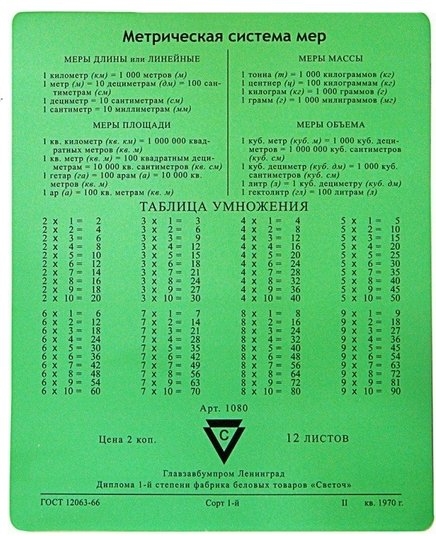 Метрическая система мер
МЕРЫ ДЛИНЫ или ЛИНЕЙНЫЕ
1 километр (км) = 1 000 метров (м)
1 метр (м) = 10 дециметрам (дм) = 100 сан-
тиметрам (см)
1 дециметр = 10 сантиметрам (см)
1 сантиметр = 10 миллиметрам (мм)
МЕРЫ МАССЫ
1 тонна (т) = 1 000 килограммов (кг)
1 центнер (ц) = 100 килограммам (кг)
1 килограм (кг) = 1 000 граммов (г)
1 грамм (г) = 1 000 милиграммов (мг)
МЕРЫ ПЛОЩАДИ
1 кв. километр (кв. км) = 1 000 000 квад-
ратных метров (кв. м)
1 кв. метр (кв. м) = 100 квадратным деци-
метрам = 10 000 кв. сантиметров (кв. см)
1 гетар (га) = 100 арам (а) = 10 000 кв.
метров (кв. м)
1 ар (а) = 100 кв. метрам (кв. м)
МЕРЫ ОБЪЕМА
1 куб. метр (куб. м) = 1 000 куб. деци-
метров = 1 000 000 куб. сантиметров
(куб. см)
1 куб. дециметр (куб. дм) = 1 000 куб.
сантиметров (куб. см)
1 литр (л) = 1 куб. дециметру (куб. дм)
1 гектолитр (гл) = 100 литрам (л)
ТАБЛИЦА УМНОЖЕНИЯ
2 x 1 = 2 3 x 1 = 3 4 x 1 = 4 5 x 1 = 5
2 x 2 = 4 3 x 2 = 6 4 x 2 = 8 5 x 2 = 10
2 x 3 = 6 3 x 3 = 9 4 x 3 = 12 5 x 3 = 15
2 x 4 = 8 3 x 4 = 12 4 x 4 = 16 5 x 4 = 20
2 x 5 = 10 3 x 5 = 15 4 x 5 = 20 5 x 5 = 25
2 x 6 = 12 3 x 6 = 18 4 x 6 = 24 5 x 6 = 30
2 x 7 = 14 3 x 7 = 21 4 x 7 = 28 5 x 7 = 35
2 x 8 = 16 3 x 8 = 24 4 x 8 = 32 5 x 8 = 40
2 x 9 = 18 3 x 9 = 27 4 x 9 = 36 5 x 9 = 45
2 x 10 = 20 3 x 10 = 30 4 x 10 = 40 5 x 10 = 50
6 x 1 = 6 7 x 1 = 7 8 x 1 = 8 9 x 1 = 9
6 x 2 = 12 7 x 2 = 14 8 x 2 = 16 9 x 2 = 18
6 x 3 = 18 7 x 3 = 21 8 x 3 = 24 9 x 3 = 27
6 x 4 = 24 7 x 4 = 28 8 x 4 = 32 9 x 4 = 36
6 x 5 = 30 7 x 5 = 35 8 x 5 = 40 9 x 5 = 45
6 x 6 = 36 7 x 6 = 42 8 x 6 = 48 9 x 6 = 54
6 x 7 = 42 7 x 7 = 49 8 x 7 = 56 9 x 7 = 63
6 x 8 = 48 7 x 8 = 56 8 x 8 = 64 9 x 8 = 72
6 x 9 = 54 7 x 9 = 63 8 x 9 = 72 9 x 9 = 81
6 x 10 = 60 7 x 10 = 70 8 x 10 = 80 9 x 10 = 90
Арт. 1080
Цена 2 коп. С 12 ЛИСТОВ
Главзавбумпром Ленинград
Диплома 1-й степени фабрика беловых товаров «Светоч»
ГОСТ 12063-66 Сорт 1-й II кв. 1970 г.